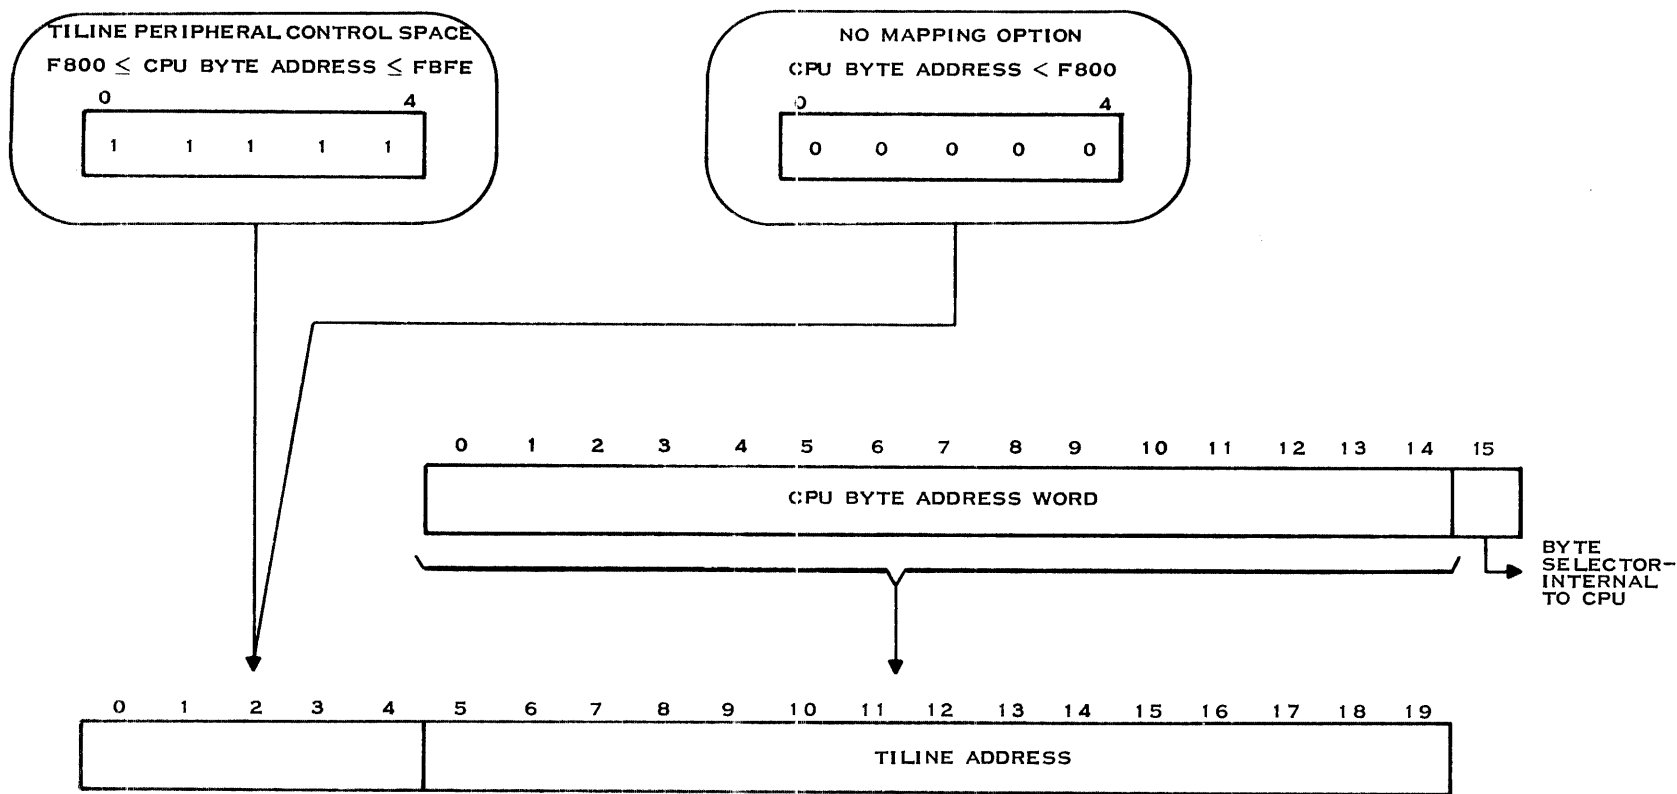 TILINE PERIPHERAL CONTROL SPACE
F800 ≤ CPU BYTE ADDRESS ≤ FBFE
0 4
1 1 1 1 1
NO MAPPING OPTION
CPU BYTE ADDRESS < F800
0 4
0 0 0 0 0
0 1 2 3 4 5 6 7 8 9 10 11 12 13 14 15
CPU BYTE ADDRESS WORD
BYTE
SELECTOR-
INTERNAL
TO CPU
0 1 2 3 4 5 6 7 8 9 10 11 12 13 14 15 16 17 18 19
TILINE ADDRESS